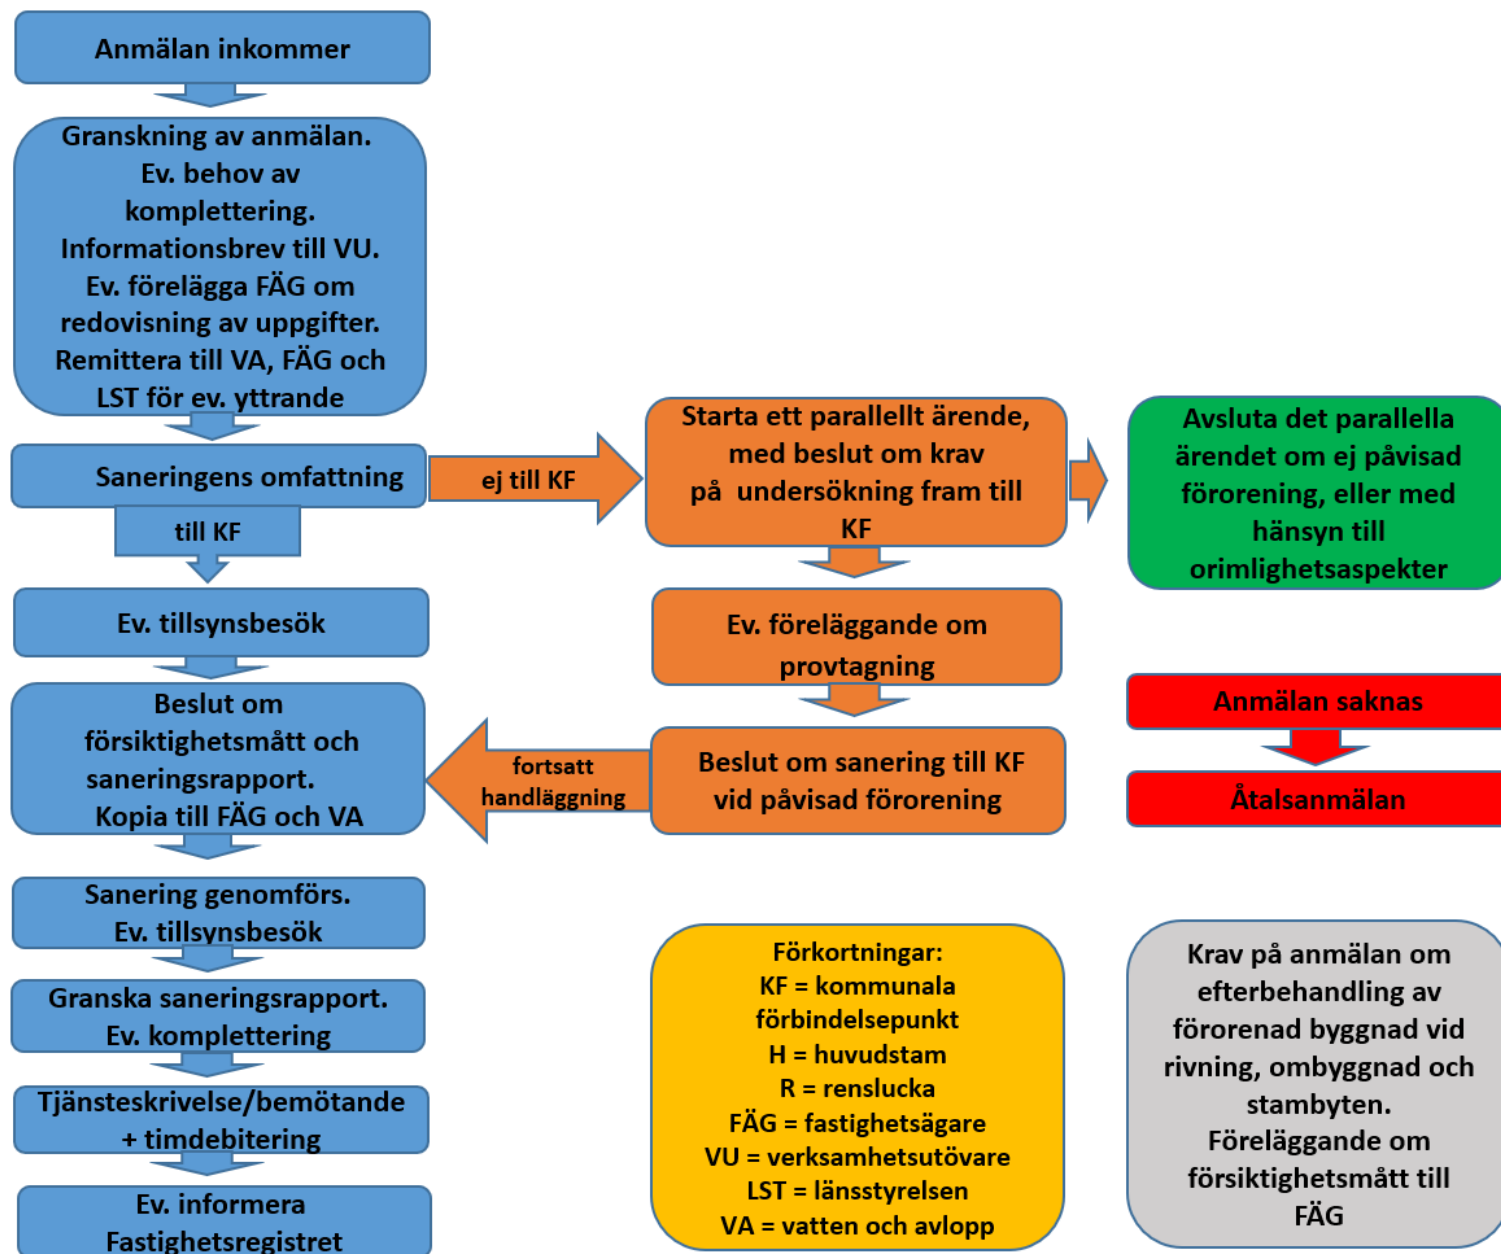 Anmälan inkommer
Granskning av anmälan.
Ev. behov av
komplettering.
Informationsbrev till VU.
Ev. förelägga FÄG om
redovisning av uppgifter.
Remittera till VA, FÄG och
LST för ev. yttrande
Saneringens omfattning
till KF
Ev. tillsynsbesök
Beslut om
försiktighetsmått och
saneringsrapport.
Kopia till FÄG och VA
Sanering genomförs.
Ev. tillsynsbesök
Granska saneringsrapport.
Ev. komplettering
Tjänsteskrivelse/bemötande
+ timdebitering
Ev. informera
Fastighetsregistret
ej till KF
Starta ett parallellt ärende,
med beslut om krav
på undersökning fram till
KF
Ev. föreläggande om
provtagning
Beslut om sanering till KF
vid påvisad förorening
fortsatt
handläggning
Avsluta det parallella
ärendet om ej påvisad
förorening, eller med
hänsyn till
orimlighetsaspekter
Anmälan saknas
Åtalsanmälan
Förkortningar:
KF = kommunala
förbindelsepunkt
H = huvudstam
R = renslucka
FÄG = fastighetsägare
VU = verksamhetsutövare
LST = länsstyrelsen
VA = vatten och avlopp
Krav på anmälan om
efterbehandling av
förorenad byggnad vid
rivning, ombyggnad och
stambyten.
Föreläggande om
försiktighetsmått till
FÄG